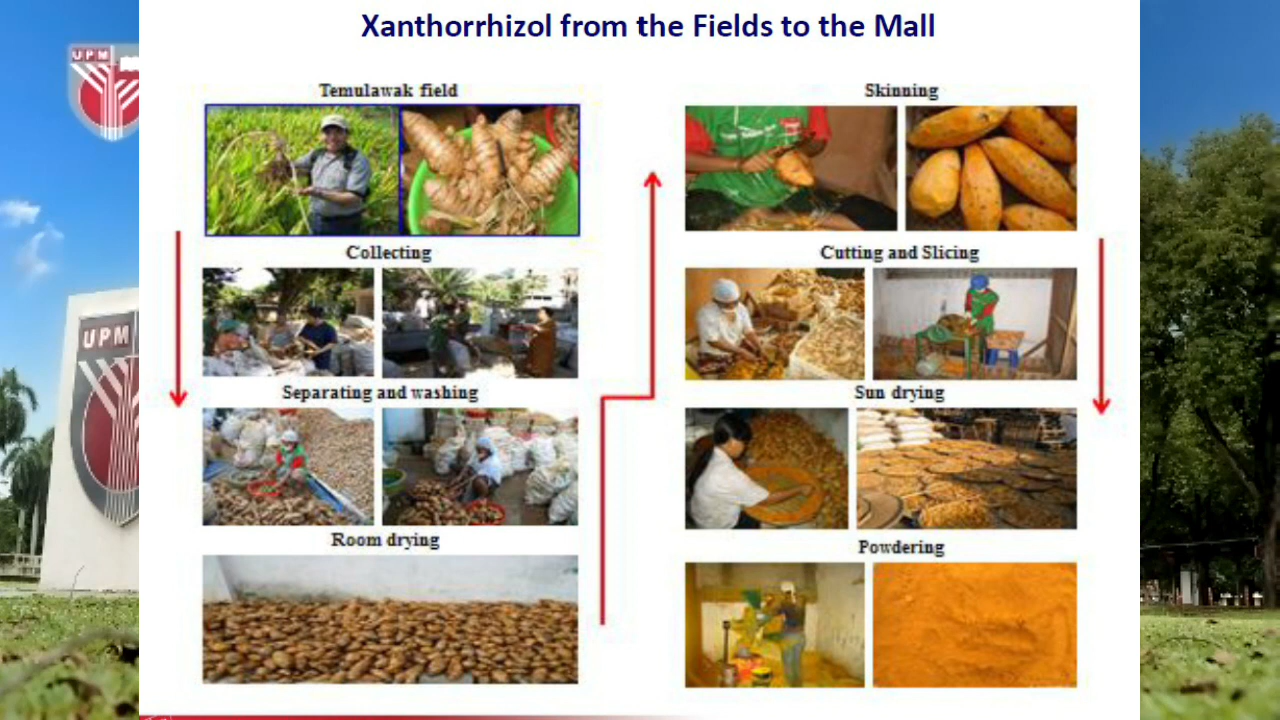 Xanthorrhizol from the Fields to the Mall
UPM
UPM
Temulawak field
Collecting
Separating and washing
Room drying
Skinning
Cutting and Slicing
Sun drying
Powdering